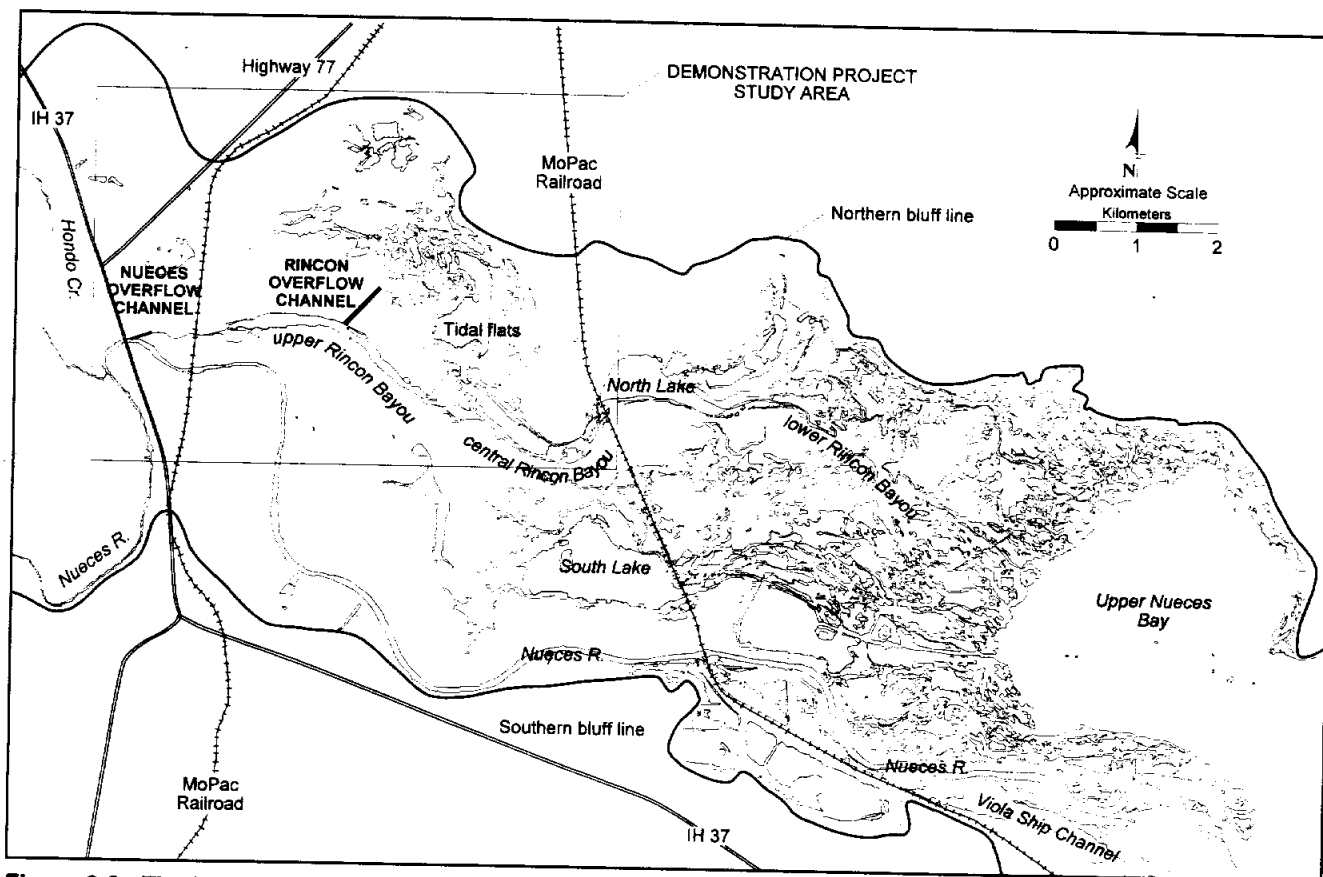 Highway 77
DEMONSTRATION PROJECT
STUDY AREA
IH 37
MoPac
Railroad
N
Approximate Scale
Kilometers
0 1 2
Northern bluff line
Hondo Cr.
NUEOES
OVERFLOW
CHANNEL
RINCON
OVERFLOW
CHANNEL
Tidal flats
upper Rincon Bayou
North Lake
central Rincon Bayou
lower Rincon Bayou
Nueces R.
South Lake
Upper Nueces
Bay
Nueces R.
Southern bluff line
MoPac
Railroad
Nueces R.
Viola Ship Channel
IH 37